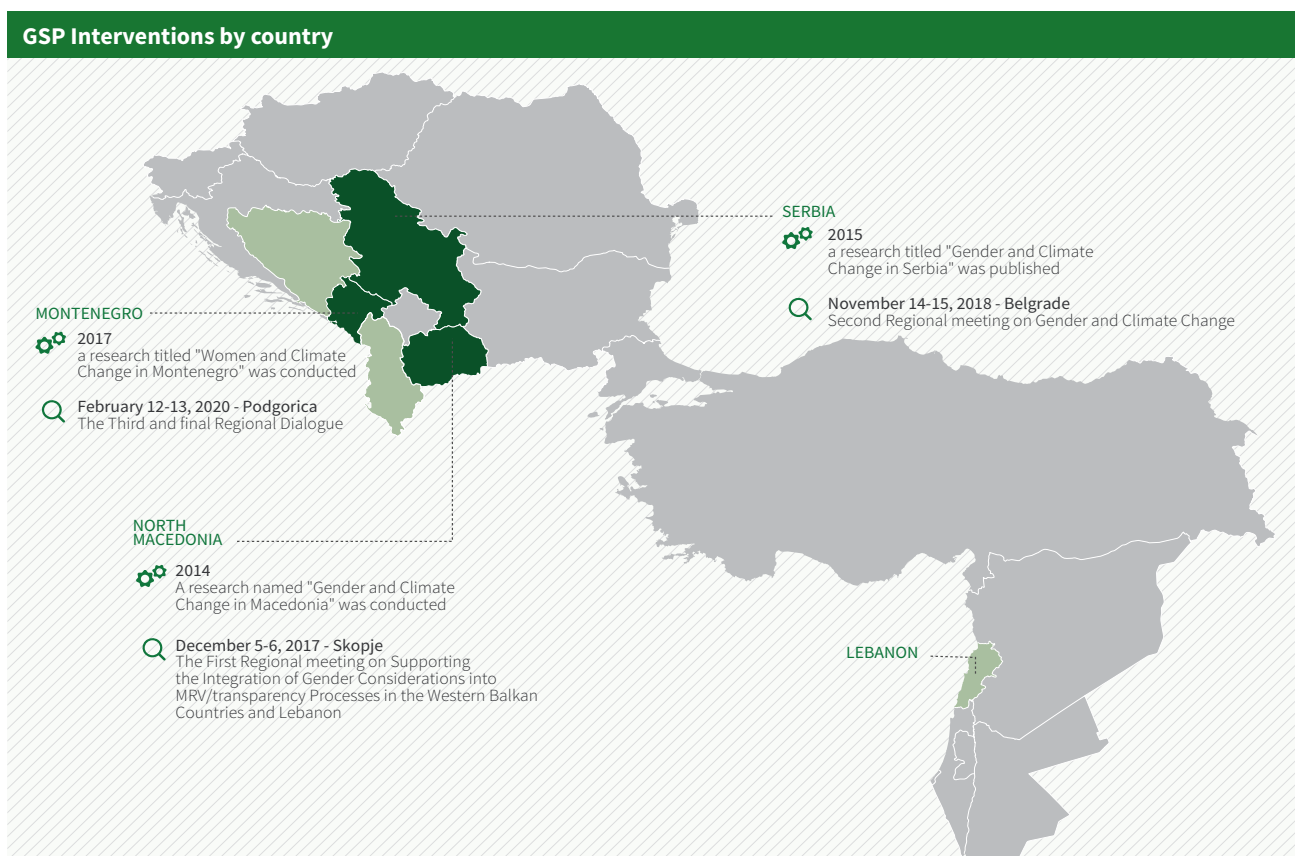 GSP Interventions by country
SERBIA
2015
a research titled "Gender and Climate
Change in Serbia" was published
November 14-15, 2018 - Belgrade
Second Regional meeting on Gender and Climate Change
MONTENEGRO
2017
a research titled "Women and Climate
Change in Montenegro" was conducted
February 12-13, 2020 - Podgorica
The Third and final Regional Dialogue
NORTH
MACEDONIA
2014
A research named "Gender and Climate
Change in Macedonia" was conducted
December 5-6, 2017 - Skopje
The First Regional meeting on Supporting
the Integration of Gender Considerations into
MRV/transparency Processes in the Western Balkan
Countries and Lebanon
LEBANON